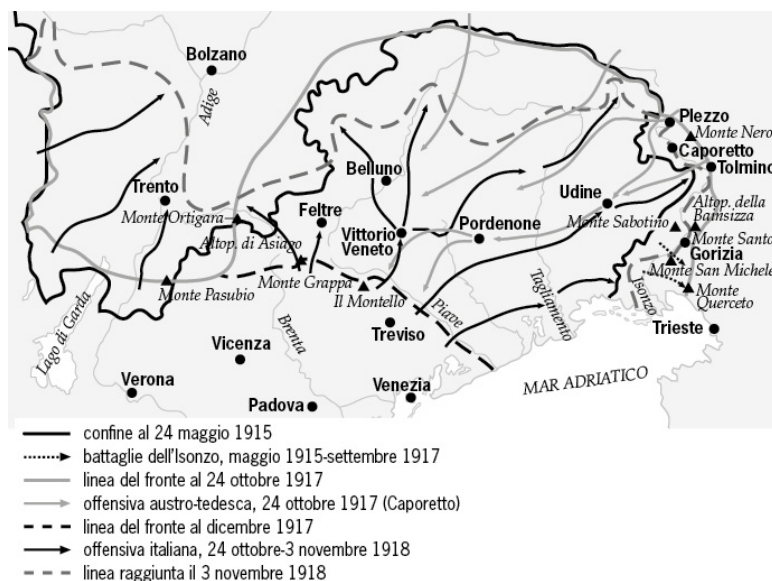 Bolzano
Adige
Plezzo
Monte Nero
Caporetto
Tolmino
Belluno
Trento
Udine
Altop. della
Bainsizza
Monte Ortigara
Feltre
Monte Sabotino
Altop. di Asiago
Vittorio
Veneto
Pordenone
Monte Santo
Gorizia
Monte San Michele
Monte Pasubio
Monte Grappa
Il Montello
Piave
Tagliamento
Isonzo
Monte
Querceto
Lago di Garda
Brenta
Treviso
Trieste
Vicenza
Verona
Venezia
MAR ADRIATICO
Padova
confine al 24 maggio 1915
battaglie dell'Isonzo, maggio 1915-settembre 1917
linea del fronte al 24 ottobre 1917
offensiva austro-tedesca, 24 ottobre 1917 (Caporetto)
linea del fronte al dicembre 1917
offensiva italiana, 24 ottobre-3 novembre 1918
linea raggiunta il 3 novembre 1918